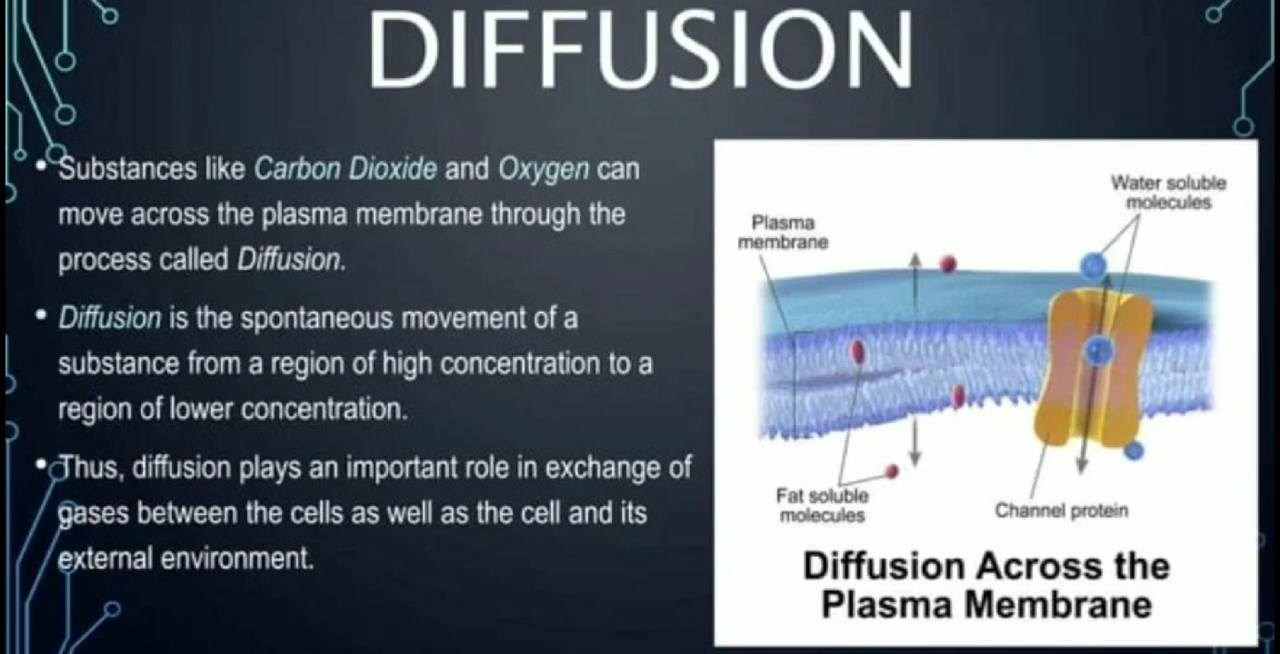 DIFFUSION
• Substances like Carbon Dioxide and Oxygen can
move across the plasma membrane through the
process called Diffusion.
• Diffusion is the spontaneous movement of a
substance from a region of high concentration to a
region of lower concentration.
• Thus, diffusion plays an important role in exchange of
gases between the cells as well as the cell and its
external environment.
Water soluble
molecules
Plasma
membrane
Fat soluble
molecules
Channel protein
Diffusion Across the
Plasma Membrane